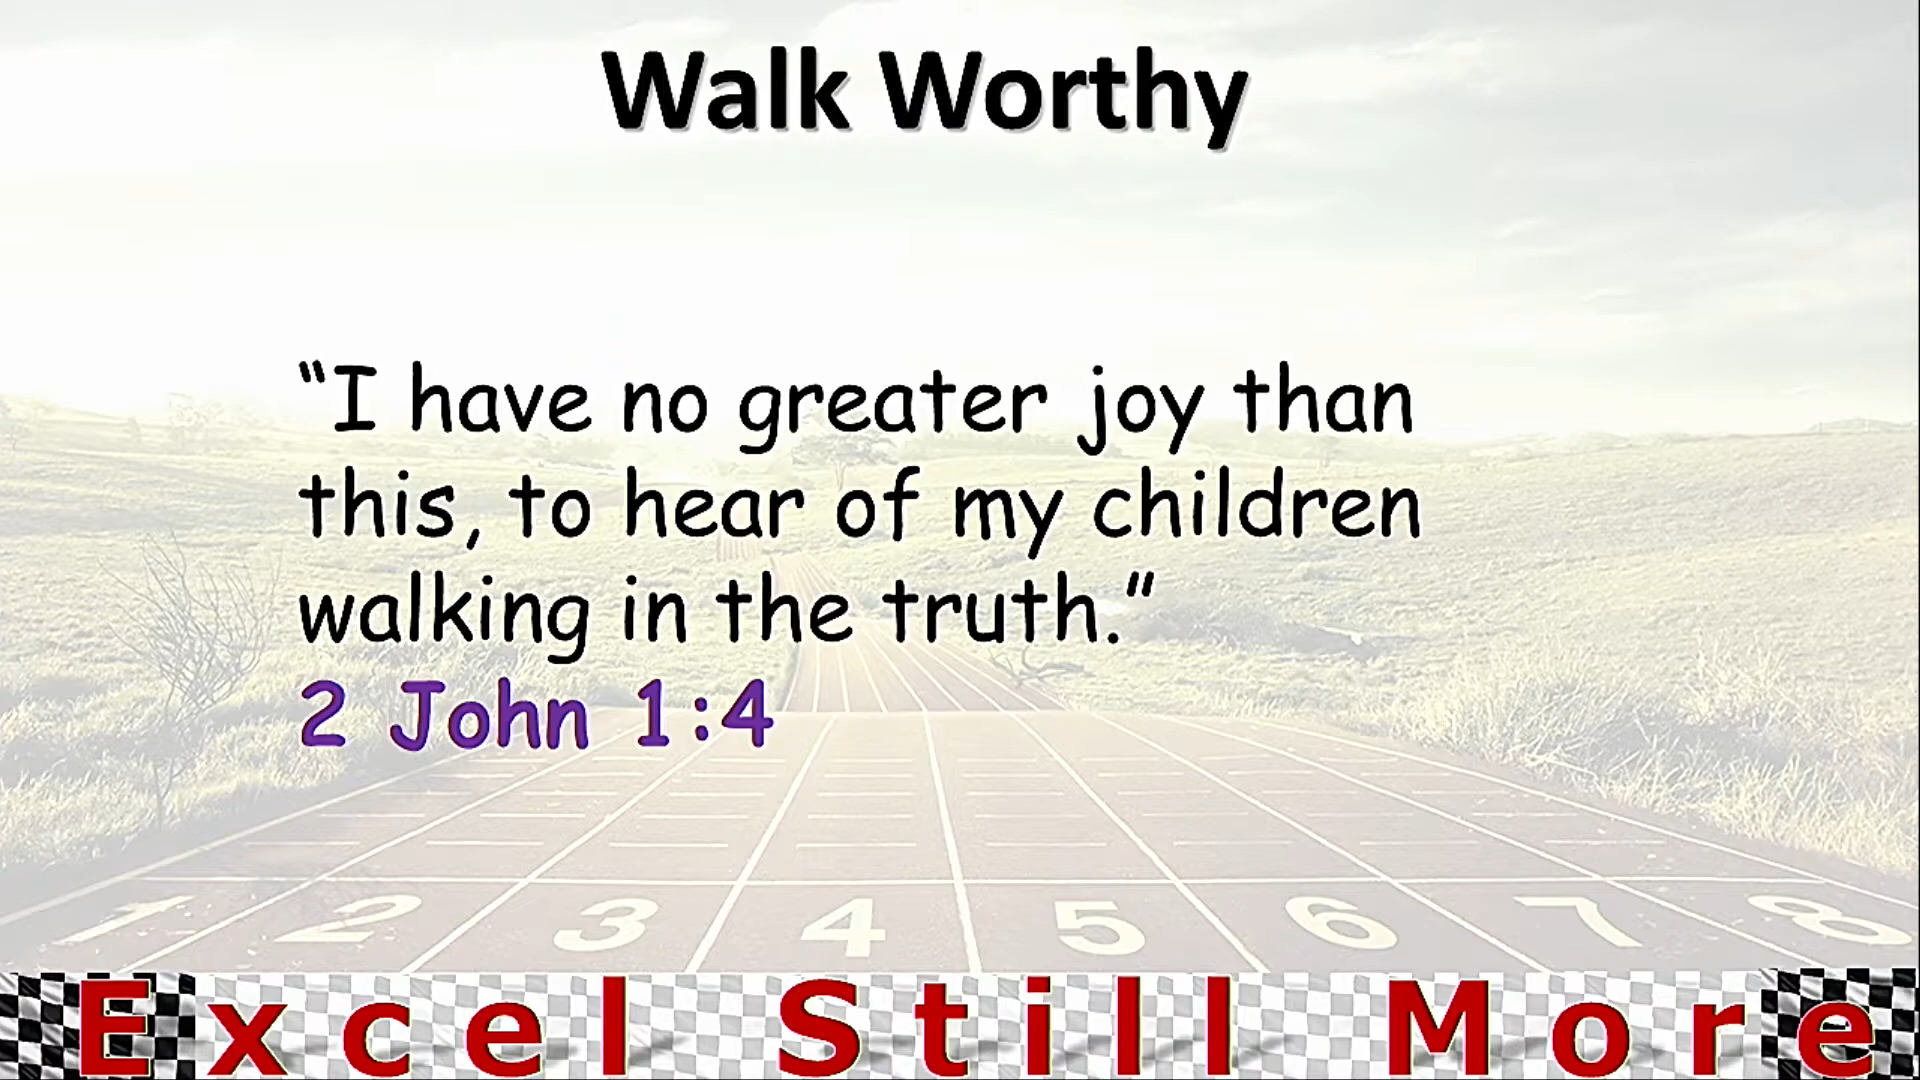 Walk Worthy
“I have no greater joy than
this, to hear of my children
walking in the truth.”
2 John 1:4
1 2 3 4 5 6 7 8
Excel Still More